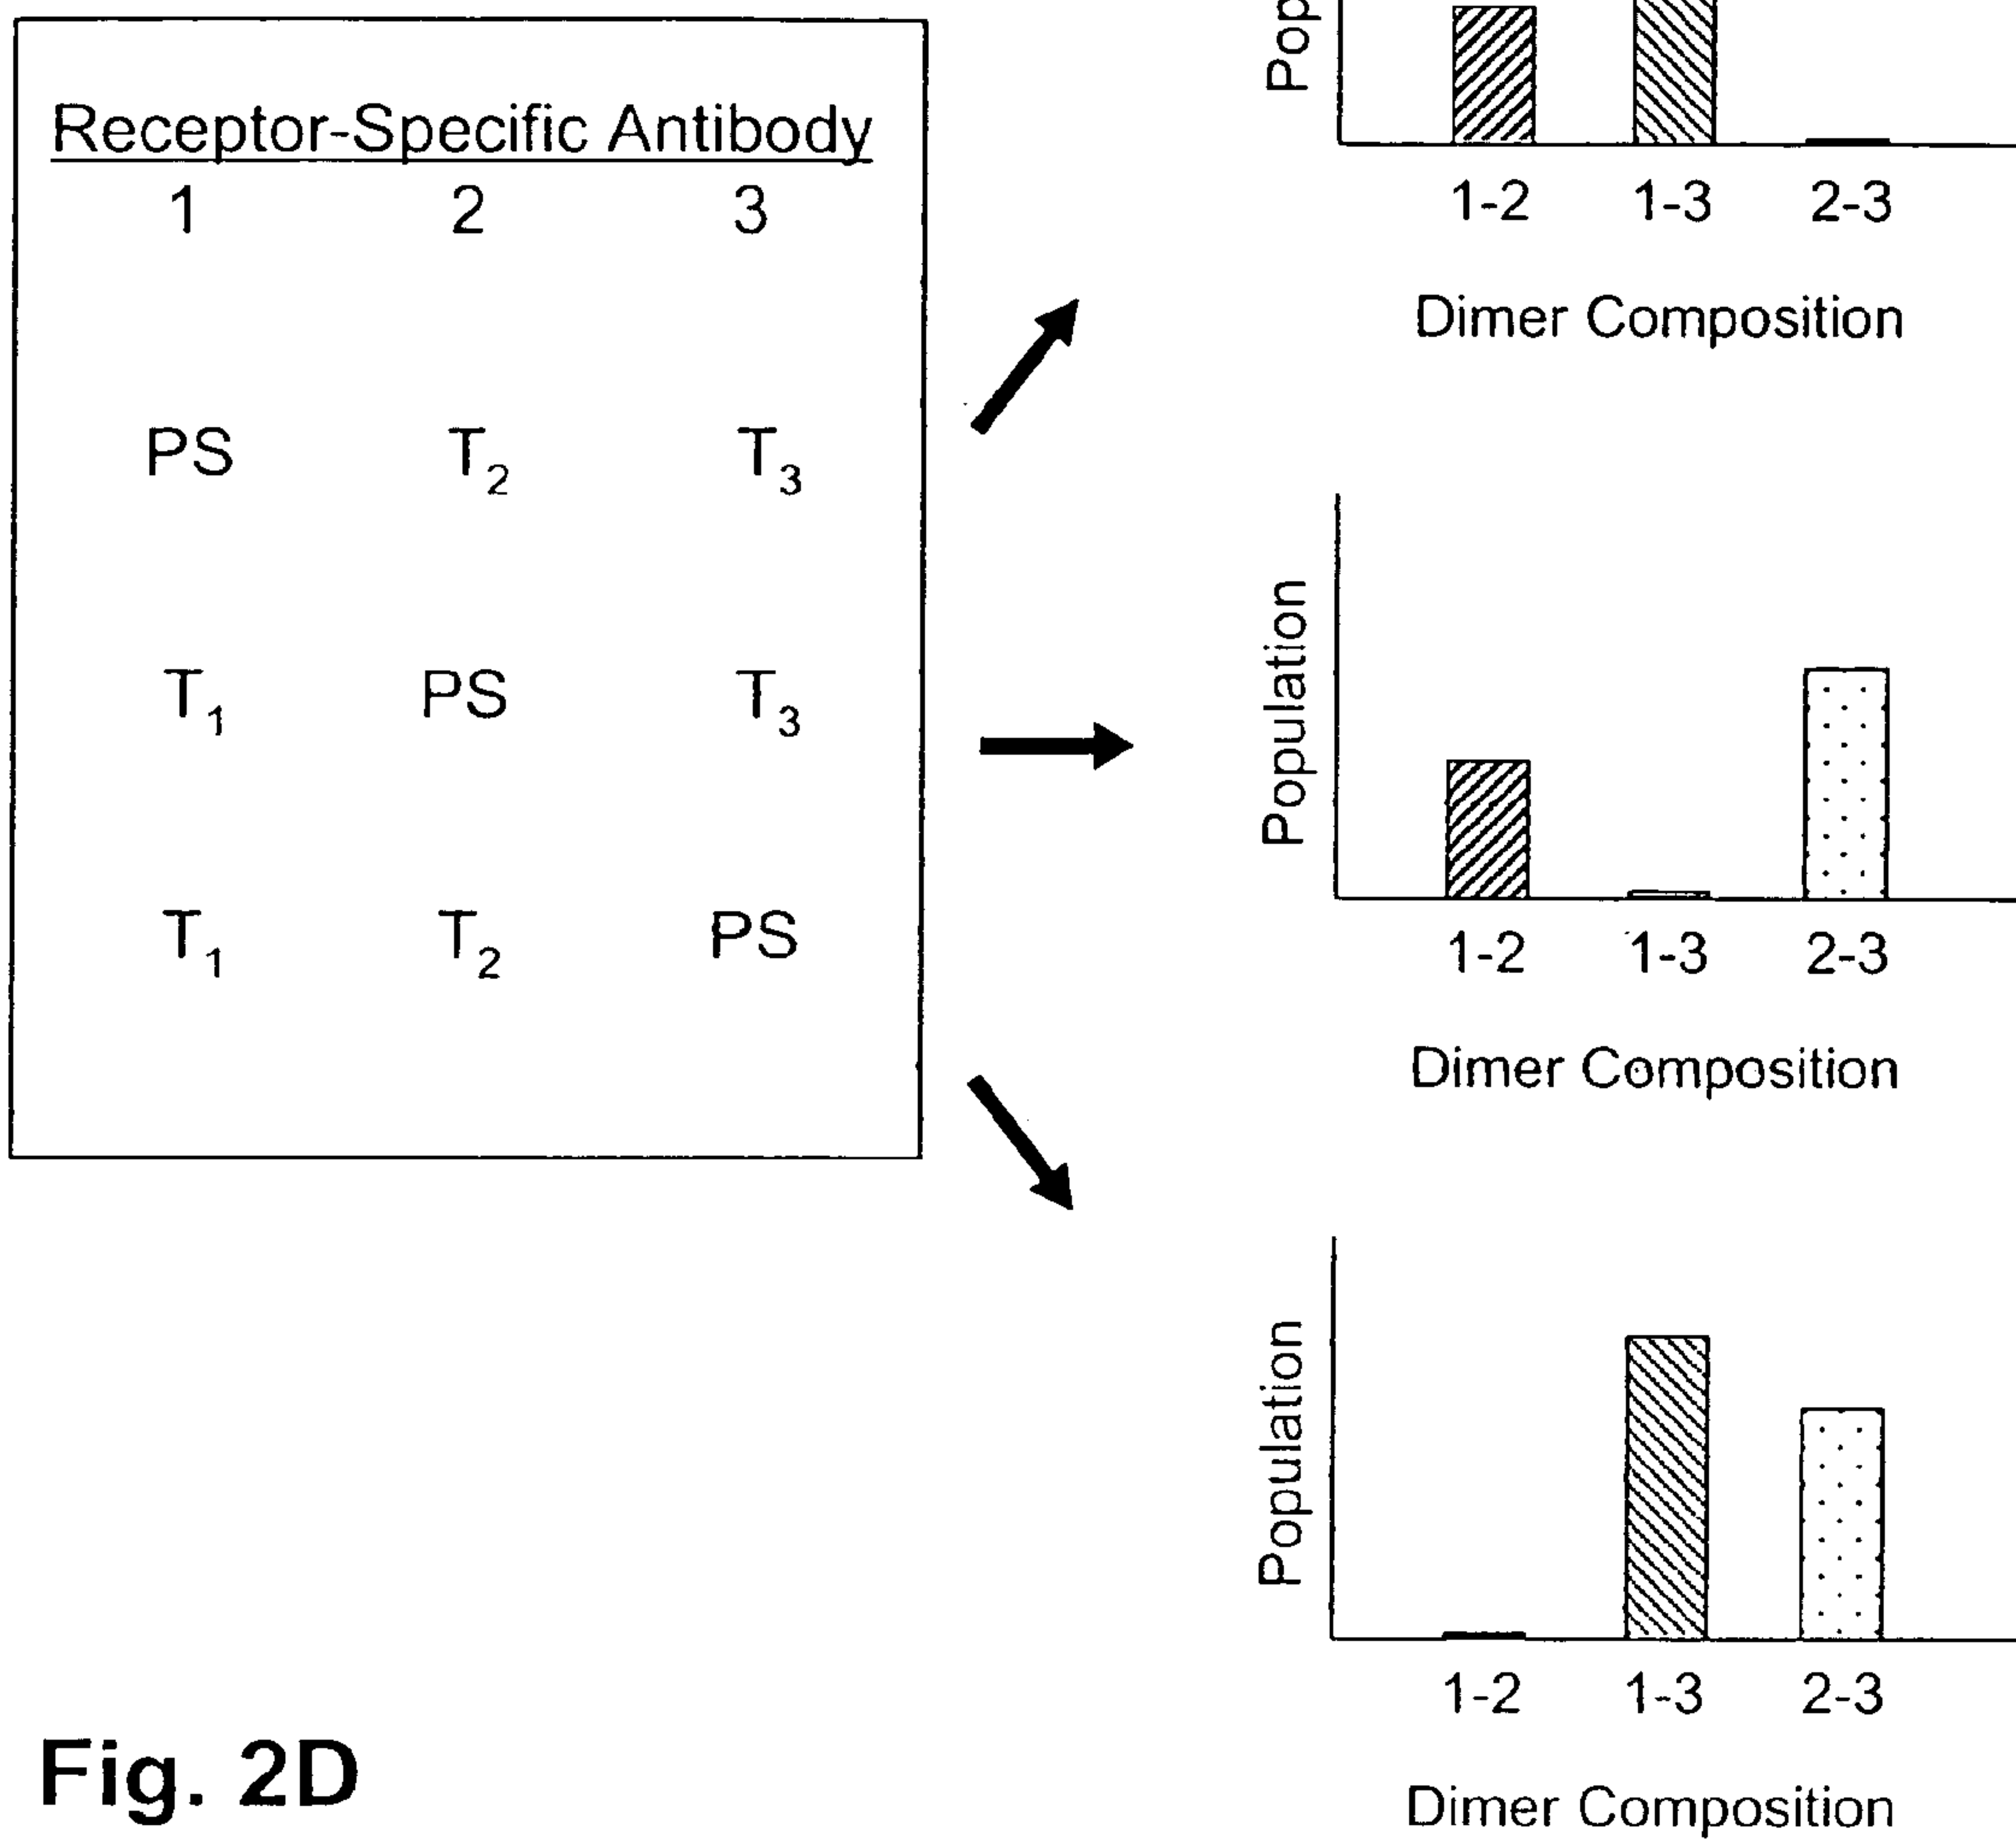 Receptor-Specific Antibody
1 2 3
PS T2 T3
T1 PS T3
T1 T2 PS
Pop
1-2 1-3 2-3
Dimer Composition
Population
1-2 1-3 2-3
Dimer Composition
Population
1-2 1-3 2-3
Dimer Composition
Fig. 2D